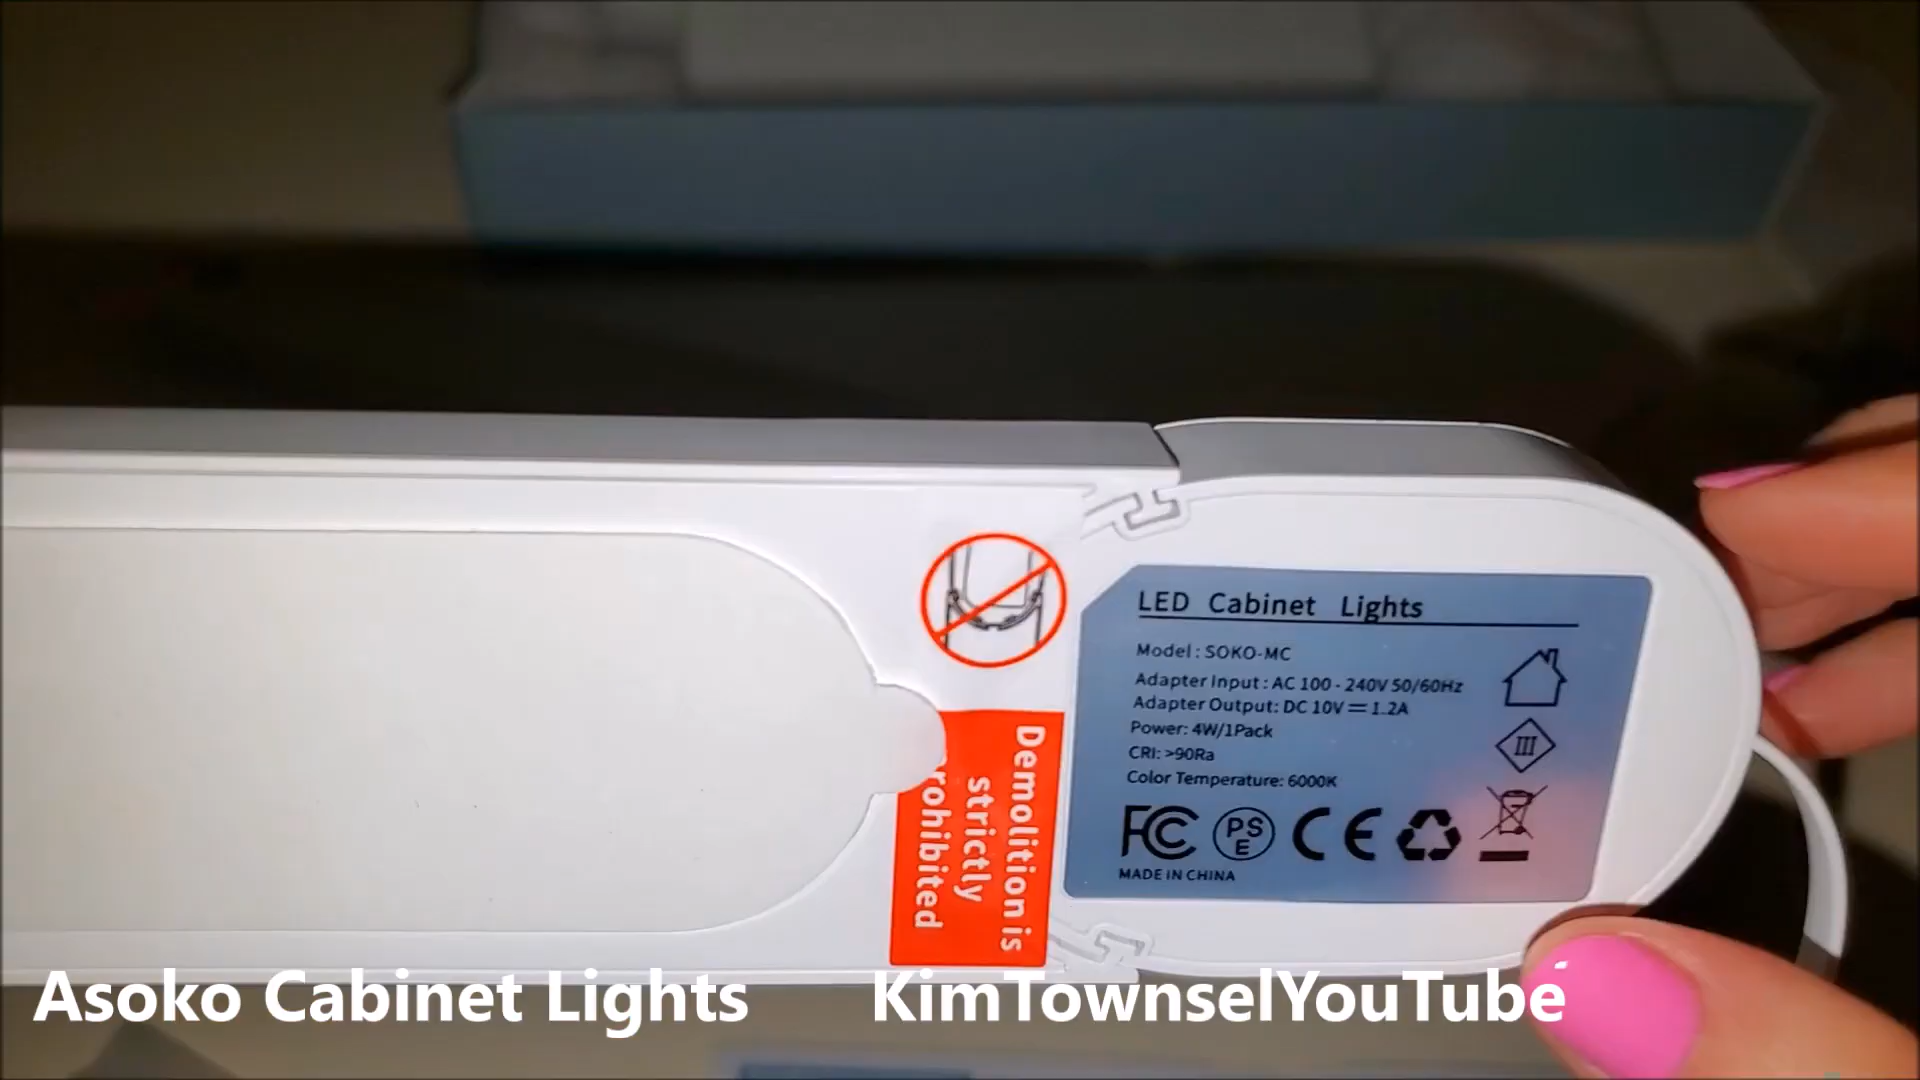 LED Cabinet Lights
Model : SOKO-MC
Adapter Input : AC 100 - 240V 50/60Hz
Adapter Output: DC 10V ⎓ 1.2A
Power: 4W/1Pack
CRI: >90Ra
Color Temperature: 6000K
III
FC PSE CE
MADE IN CHINA
Demolition is
strictly
rohibited
Asoko Cabinet Lights KimTownselYouTube